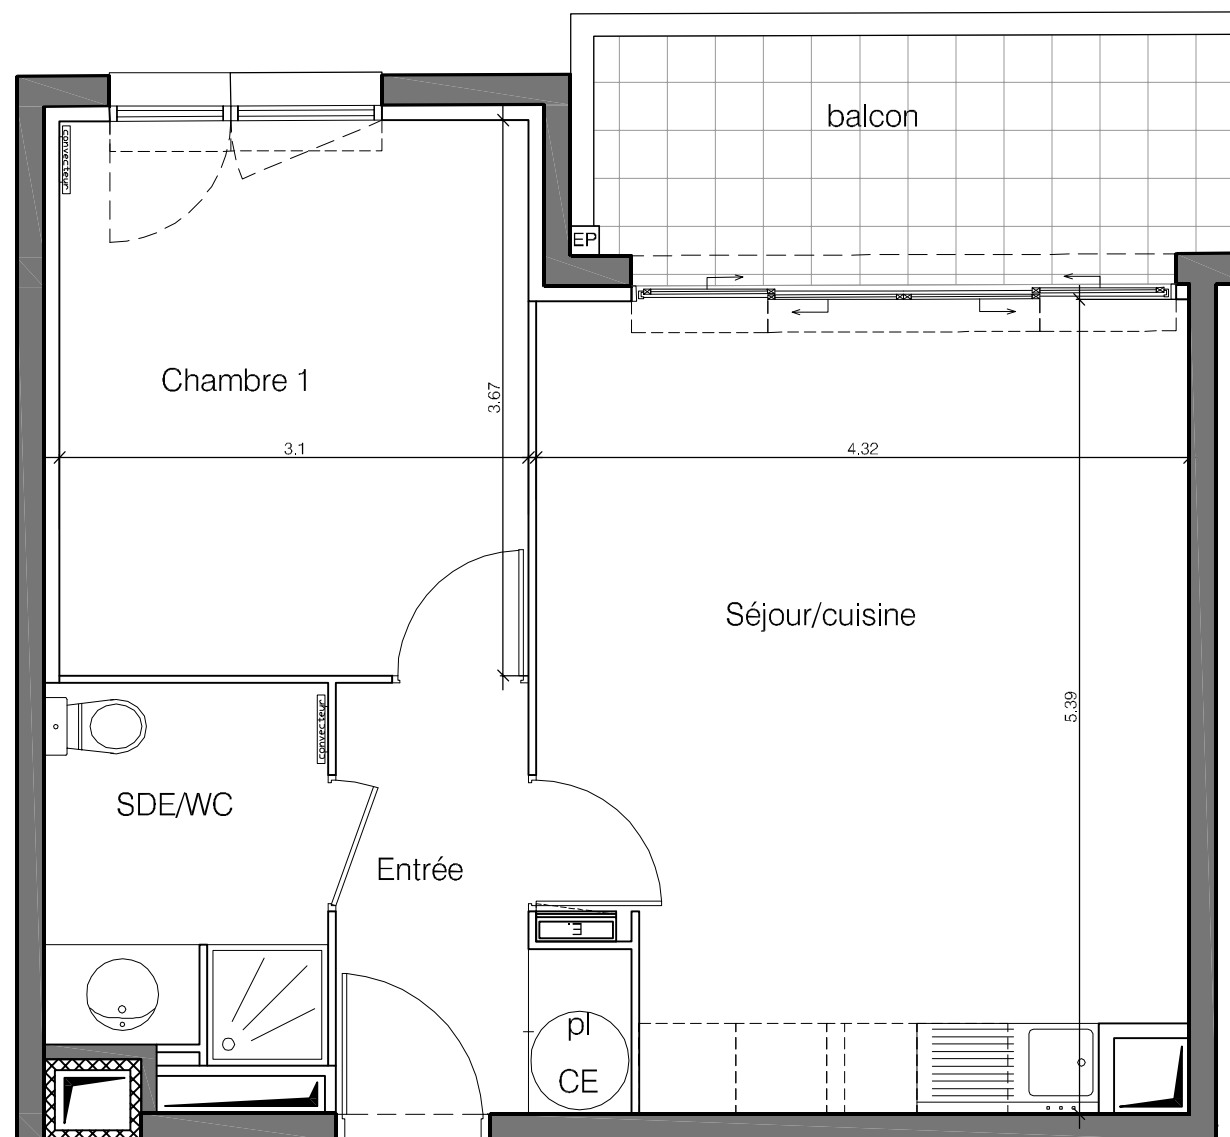 balcon
convecteur
EP
Chambre 1
3.67
3.1
4.32
Séjour/cuisine
5.39
convecteur
SDE/WC
Entrée
E.
pl
CE